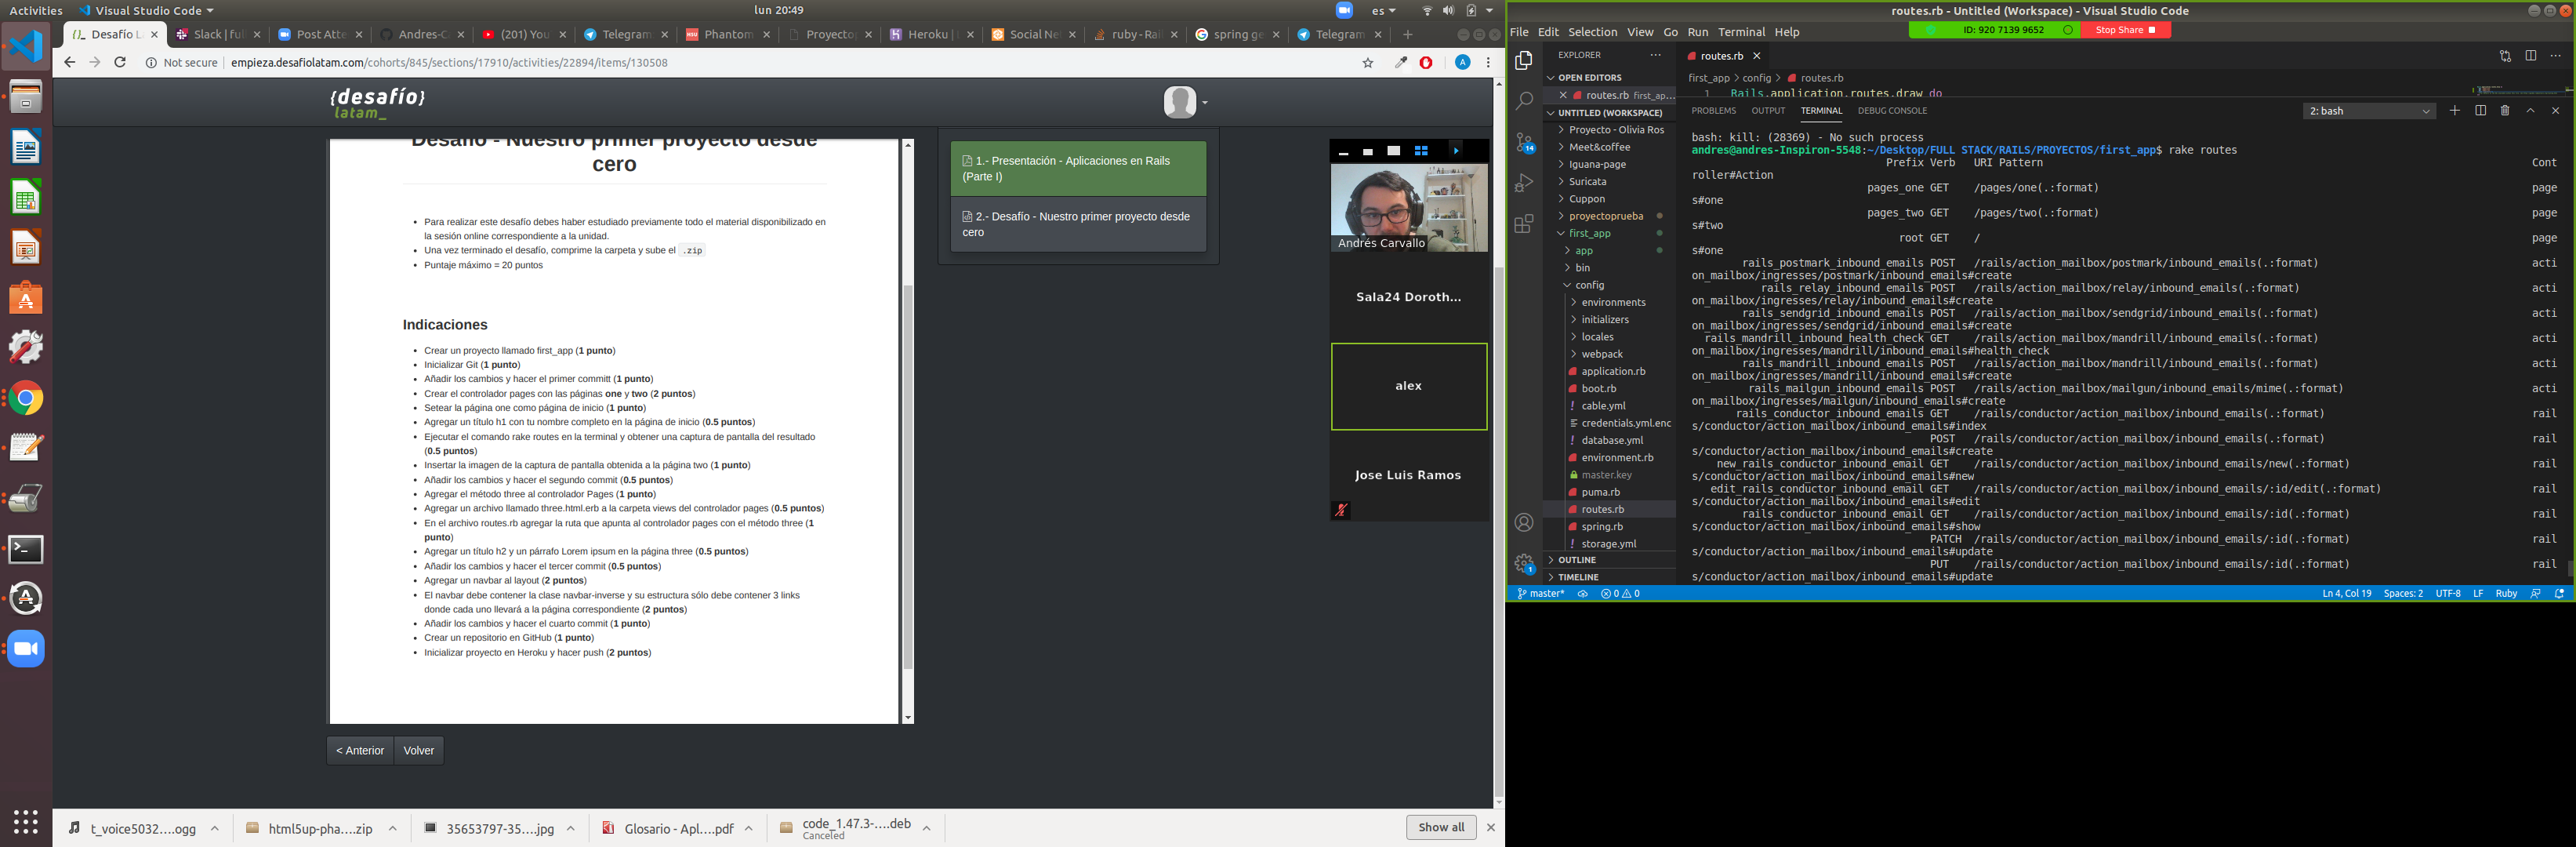 Activities
Visual Studio Code
lun 20:49
es
Desafío L
Slack | ful
Post Atte
Andres-C
(201) You
Telegram
Phantom
Proyecto
Heroku |
Social Ne
ruby - Rai
spring ge
Telegram
Not secure | empieza.desafiolatam.com/cohorts/845/sections/17910/activities/22894/items/130508
A
{desafío}
latam_
Desafío - Nuestro primer proyecto desde
cero
Para realizar este desafío debes haber estudiado previamente todo el material disponibilizado en
la sesión online correspondiente a la unidad.
Una vez terminado el desafío, comprime la carpeta y sube el .zip
Puntaje máximo = 20 puntos
Indicaciones
Crear un proyecto llamado first_app (1 punto)
Inicializar Git (1 punto)
Añadir los cambios y hacer el primer committ (1 punto)
Crear el controlador pages con las páginas one y two (2 puntos)
Setear la página one como página de inicio (1 punto)
Agregar un título h1 con tu nombre completo en la página de inicio (0.5 puntos)
Ejecutar el comando rake routes en la terminal y obtener una captura de pantalla del resultado
(0.5 puntos)
Insertar la imagen de la captura de pantalla obtenida a la página two (1 punto)
Añadir los cambios y hacer el segundo commit (0.5 puntos)
Agregar el método three al controlador Pages (1 punto)
Agregar un archivo llamado three.html.erb a la carpeta views del controlador pages (0.5 puntos)
En el archivo routes.rb agregar la ruta que apunta al controlador pages con el método three (1
punto)
Agregar un título h2 y un párrafo Lorem ipsum en la página three (0.5 puntos)
Añadir los cambios y hacer el tercer commit (0.5 puntos)
Agregar un navbar al layout (2 puntos)
El navbar debe contener la clase navbar-inverse y su estructura sólo debe contener 3 links
donde cada uno llevará a la página correspondiente (2 puntos)
Añadir los cambios y hacer el cuarto commit (1 punto)
Crear un repositorio en GitHub (1 punto)
Inicializar proyecto en Heroku y hacer push (2 puntos)
< Anterior
Volver
1.- Presentación - Aplicaciones en Rails
(Parte I)
2.- Desafío - Nuestro primer proyecto desde
cero
Andrés Carvallo
Sala24 Doroth...
alex
Jose Luis Ramos
t_voice5032....ogg
html5up-pha....zip
35653797-35....jpg
Glosario - Apl....pdf
code_1.47.3-....deb
Canceled
Show all
routes.rb - Untitled (Workspace) - Visual Studio Code
File Edit Selection View Go Run Terminal Help
ID: 920 7139 9652
Stop Share
EXPLORER
OPEN EDITORS
routes.rb first_ap...
UNTITLED (WORKSPACE)
Proyecto - Olivia Ros
Meet&coffee
Iguana-page
Suricata
Cuppon
proyectoprueba
first_app
app
bin
config
environments
initializers
locales
webpack
application.rb
boot.rb
cable.yml
credentials.yml.enc
database.yml
environment.rb
master.key
puma.rb
routes.rb
spring.rb
storage.yml
OUTLINE
TIMELINE
14
1
routes.rb
first_app > config > routes.rb
1 Rails.application.routes.draw do
PROBLEMS OUTPUT TERMINAL DEBUG CONSOLE
2: bash
bash: kill: (28369) - No such process
andres@andres-Inspiron-5548:~/Desktop/FULL STACK/RAILS/PROYECTOS/first_app$ rake routes
Prefix Verb URI Pattern Cont
roller#Action
pages_one GET /pages/one(.:format) page
s#one
pages_two GET /pages/two(.:format) page
s#two
root GET / page
s#one
rails_postmark_inbound_emails POST /rails/action_mailbox/postmark/inbound_emails(.:format) acti
on_mailbox/ingresses/postmark/inbound_emails#create
rails_relay_inbound_emails POST /rails/action_mailbox/relay/inbound_emails(.:format) acti
on_mailbox/ingresses/relay/inbound_emails#create
rails_sendgrid_inbound_emails POST /rails/action_mailbox/sendgrid/inbound_emails(.:format) acti
on_mailbox/ingresses/sendgrid/inbound_emails#create
rails_mandrill_inbound_health_check GET /rails/action_mailbox/mandrill/inbound_emails(.:format) acti
on_mailbox/ingresses/mandrill/inbound_emails#health_check
rails_mandrill_inbound_emails POST /rails/action_mailbox/mandrill/inbound_emails(.:format) acti
on_mailbox/ingresses/mandrill/inbound_emails#create
rails_mailgun_inbound_emails POST /rails/action_mailbox/mailgun/inbound_emails/mime(.:format) acti
on_mailbox/ingresses/mailgun/inbound_emails#create
rails_conductor_inbound_emails GET /rails/conductor/action_mailbox/inbound_emails(.:format) rail
s/conductor/action_mailbox/inbound_emails#index
POST /rails/conductor/action_mailbox/inbound_emails(.:format) rail
s/conductor/action_mailbox/inbound_emails#create
new_rails_conductor_inbound_email GET /rails/conductor/action_mailbox/inbound_emails/new(.:format) rail
s/conductor/action_mailbox/inbound_emails#new
edit_rails_conductor_inbound_email GET /rails/conductor/action_mailbox/inbound_emails/:id/edit(.:format) rail
s/conductor/action_mailbox/inbound_emails#edit
rails_conductor_inbound_email GET /rails/conductor/action_mailbox/inbound_emails/:id(.:format) rail
s/conductor/action_mailbox/inbound_emails#show
PATCH /rails/conductor/action_mailbox/inbound_emails/:id(.:format) rail
s/conductor/action_mailbox/inbound_emails#update
PUT /rails/conductor/action_mailbox/inbound_emails/:id(.:format) rail
s/conductor/action_mailbox/inbound_emails#update
master* 0 0
Ln 4, Col 19 Spaces: 2 UTF-8 LF Ruby